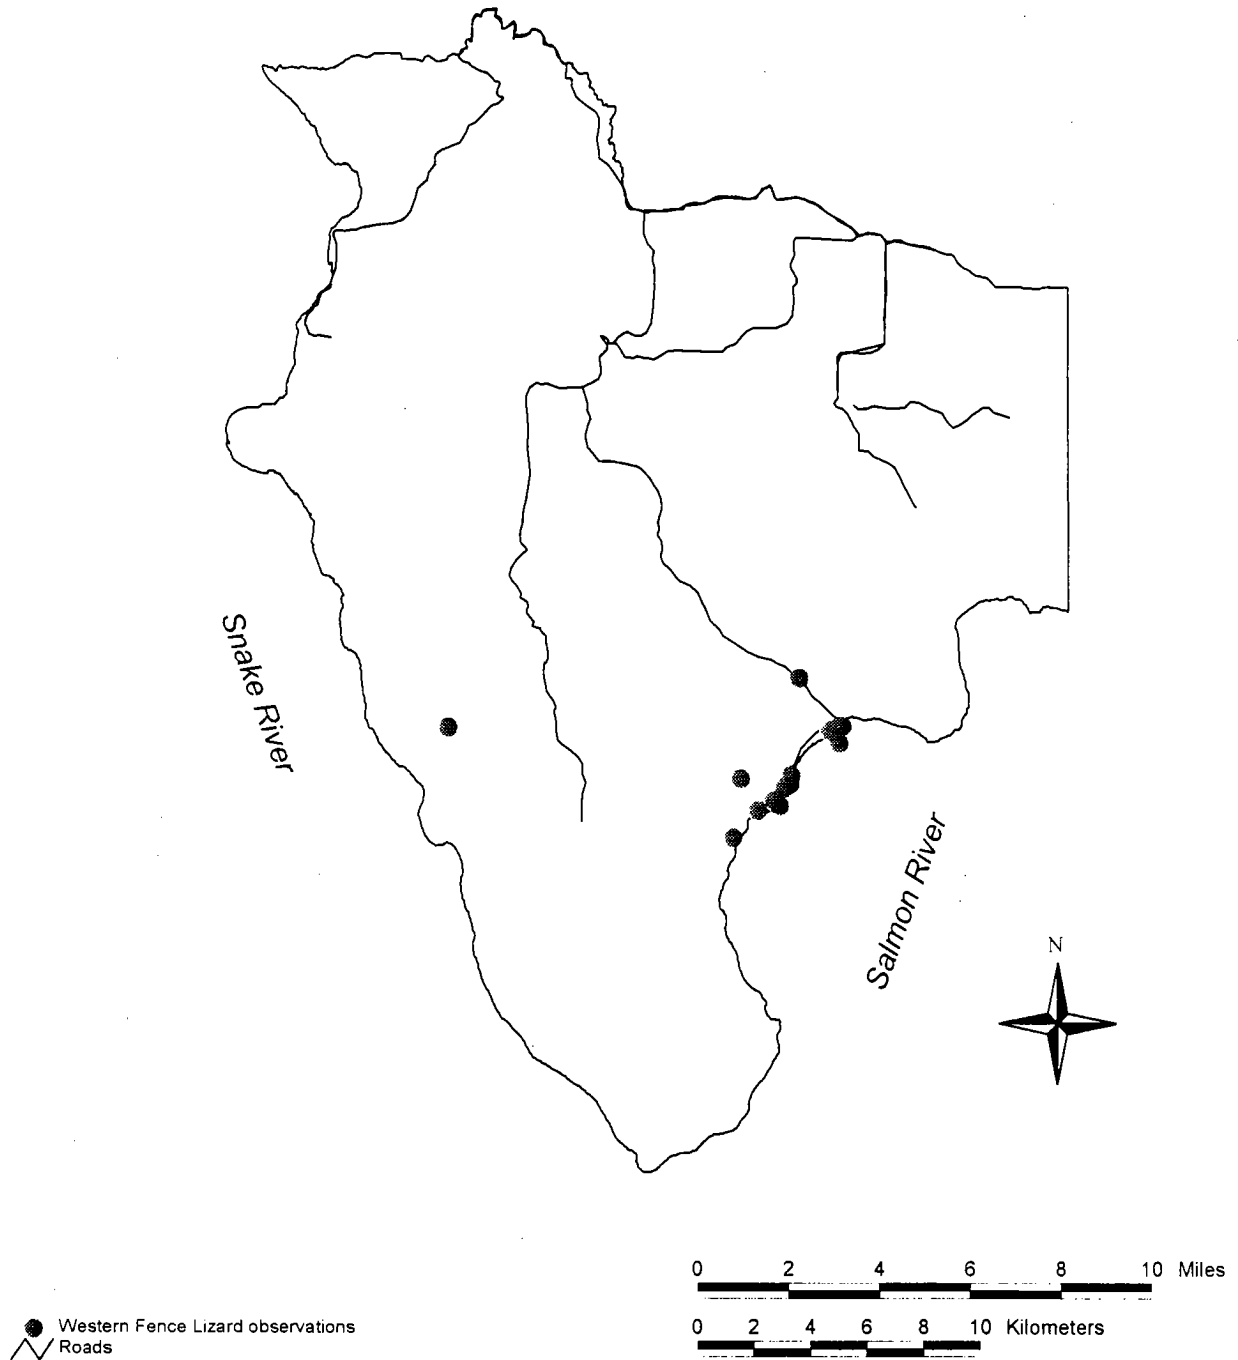 Snake River
Salmon River
N
0 2 4 6 8 10 Miles
0 2 4 6 8 10 Kilometers
Western Fence Lizard observations
Roads